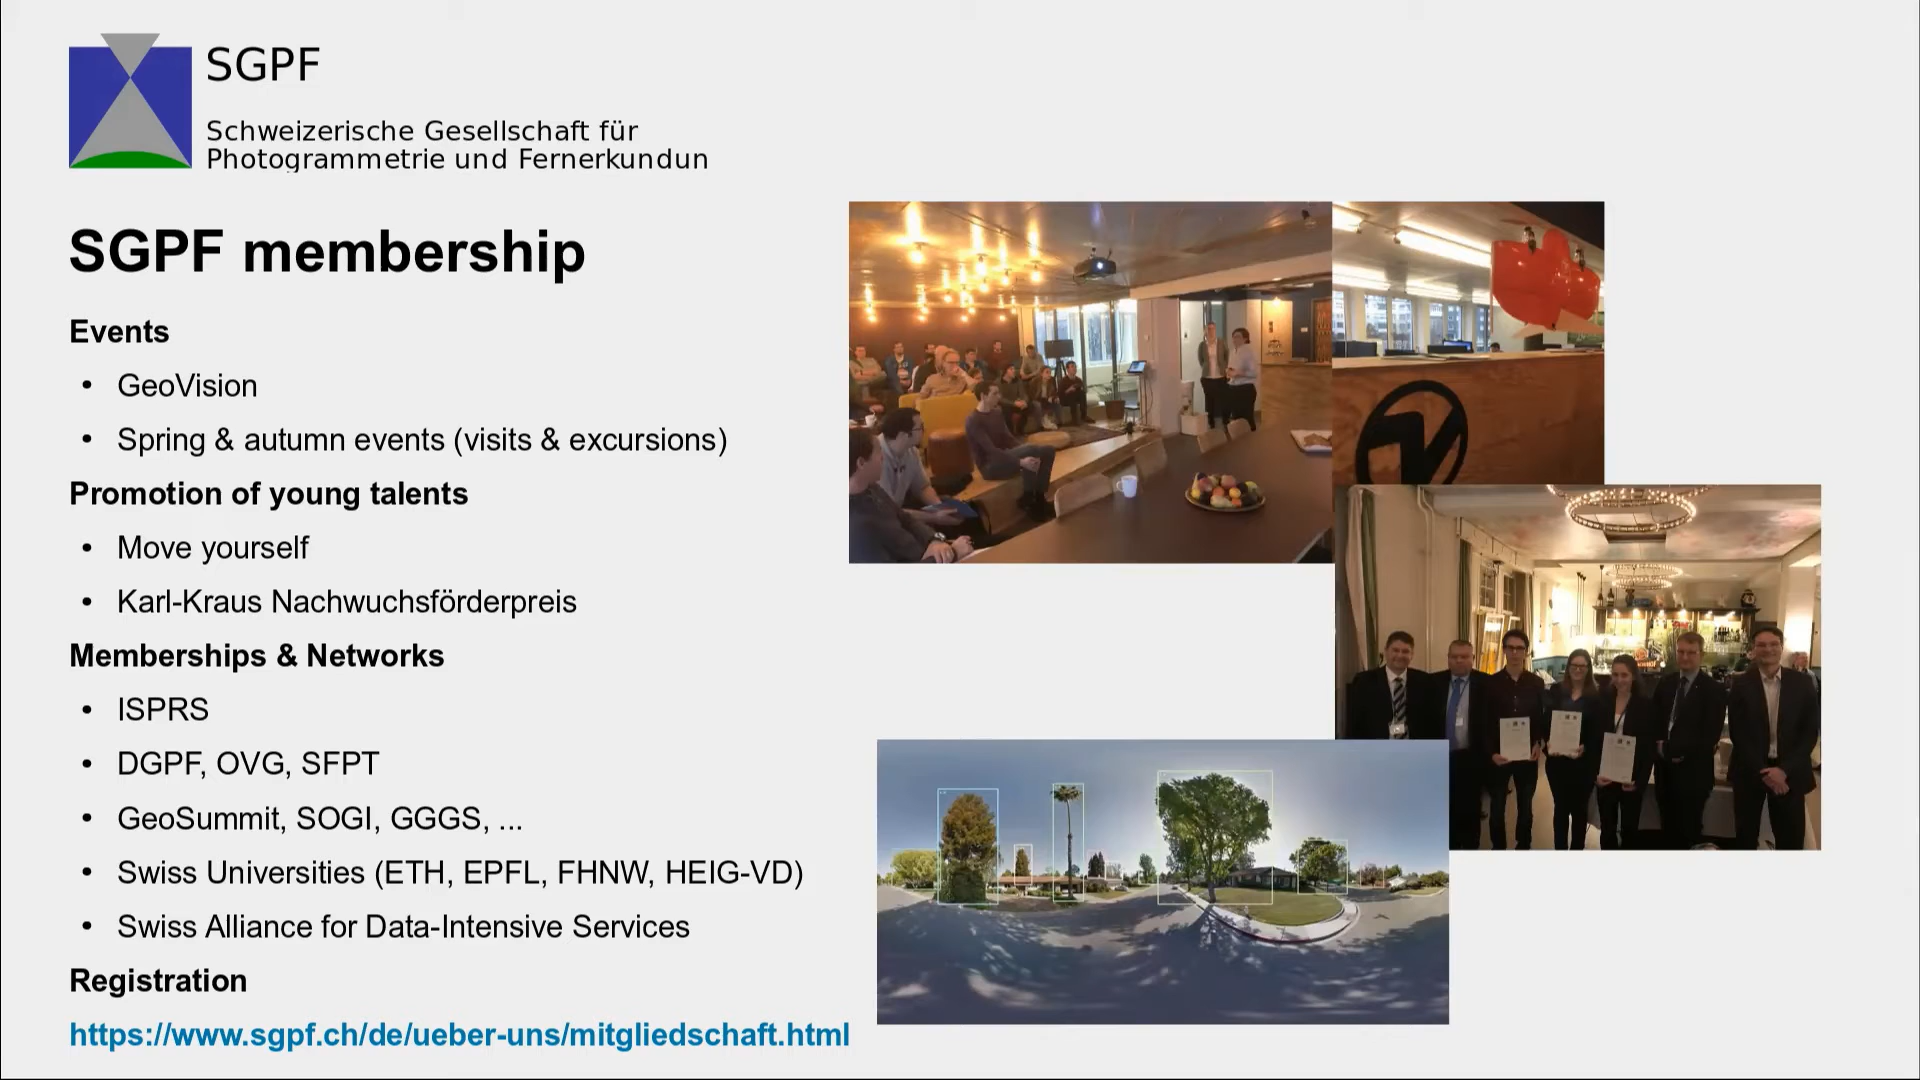 SGPF
Schweizerische Gesellschaft für
Photogrammetrie und Fernerkundun
SGPF membership
Events
• GeoVision
• Spring & autumn events (visits & excursions)
Promotion of young talents
• Move yourself
• Karl-Kraus Nachwuchsförderpreis
Memberships & Networks
• ISPRS
• DGPF, OVG, SFPT
• GeoSummit, SOGI, GGGS, ...
• Swiss Universities (ETH, EPFL, FHNW, HEIG-VD)
• Swiss Alliance for Data-Intensive Services
Registration
https://www.sgpf.ch/de/ueber-uns/mitgliedschaft.html